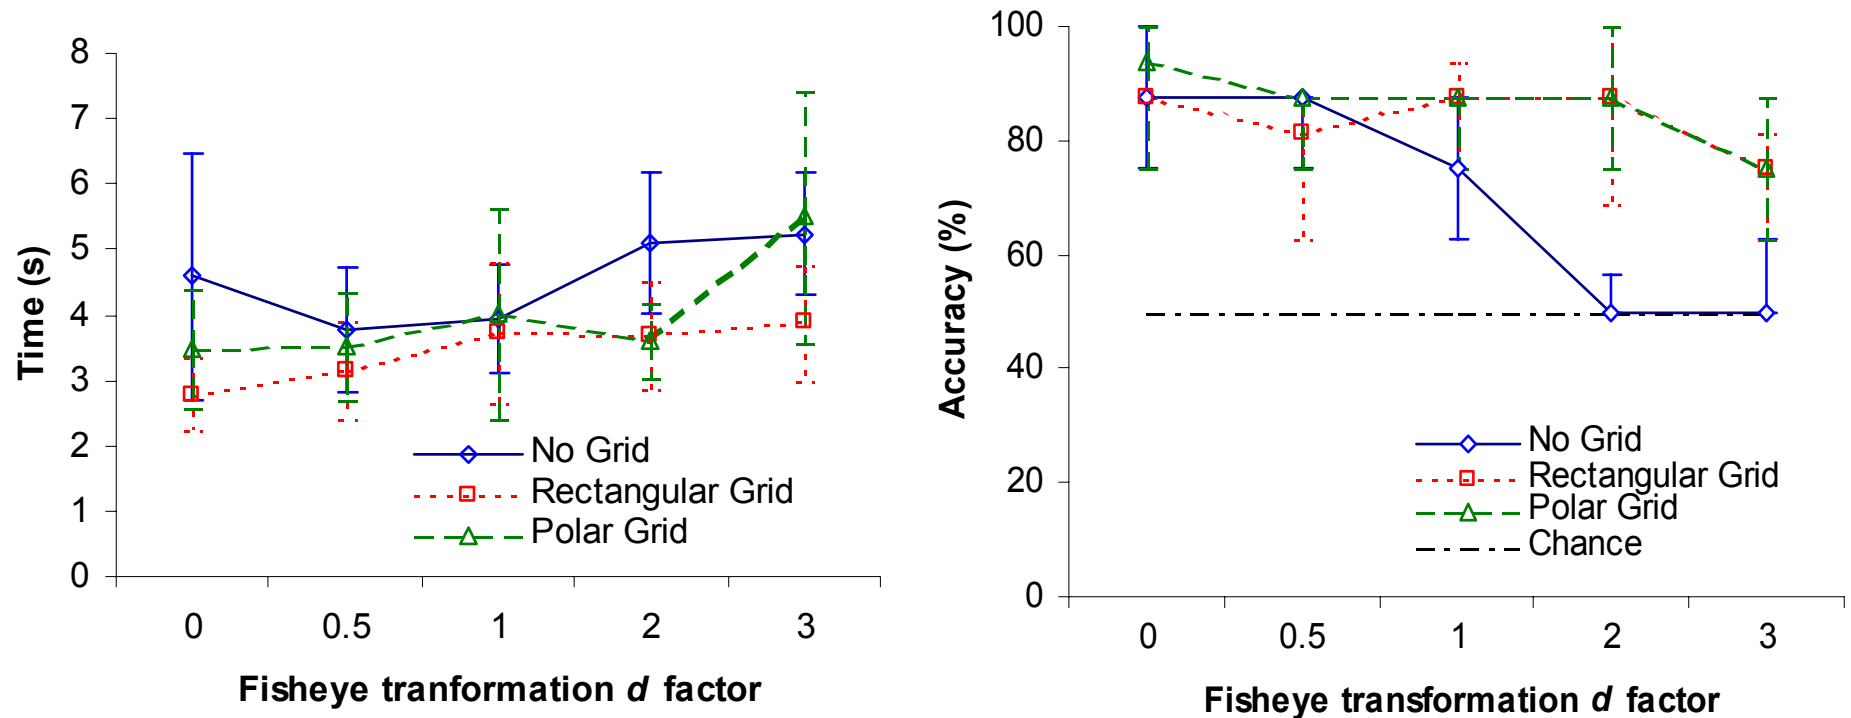 8
7
6
5
4
3
2
1
0
Time (s)
No Grid
Rectangular Grid
Polar Grid
0 0.5 1 2 3
Fisheye tranformation d factor
100
80
60
40
20
0
Accuracy (%)
No Grid
Rectangular Grid
Polar Grid
Chance
0 0.5 1 2 3
Fisheye transformation d factor